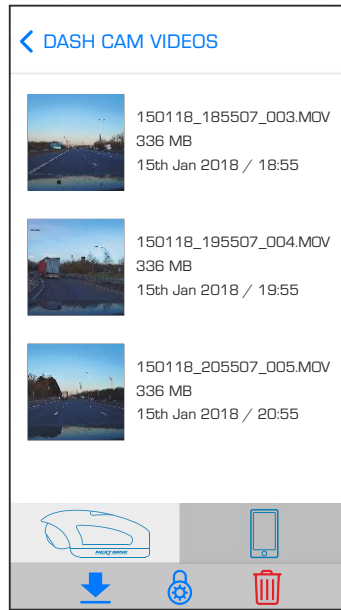 DASH CAM VIDEOS
150118_185507_003.MOV
336 MB
15th Jan 2018 / 18:55
150118_195507_004.MOV
336 MB
15th Jan 2018 / 19:55
150118_205507_005.MOV
336 MB
15th Jan 2018 / 20:55
NEXTBASE